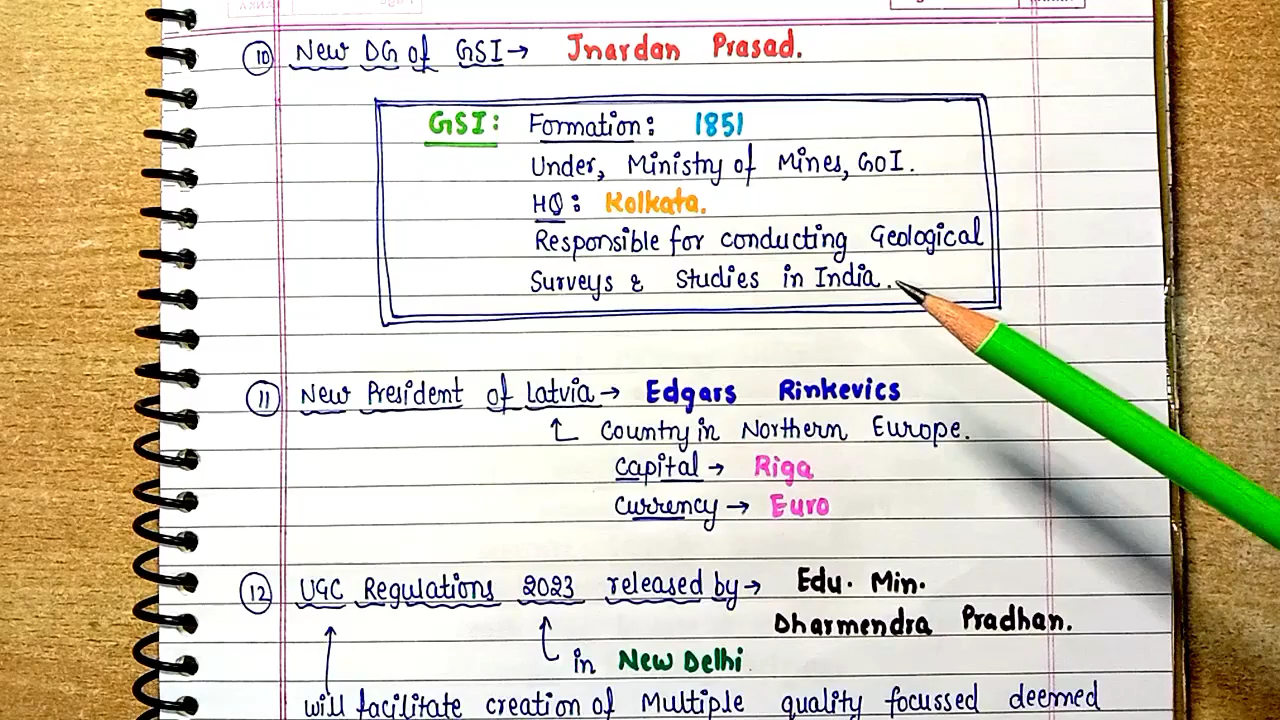 10 New DG of GSI → Jnardan Prasad.
GSI: Formation: 1851
Under, Ministry of Mines, GOI.
HQ: Kolkata.
Responsible for conducting Geological
Surveys & Studies in India.
11 New President of Latvia → Edgars Rinkevics
Country in Northern Europe.
Capital → Riga
Currency → Euro
12 UGC Regulations 2023 released by → Edu. Min.
Dharmendra Pradhan.
in New Delhi
will facilitate creation of Multiple quality focussed deemed